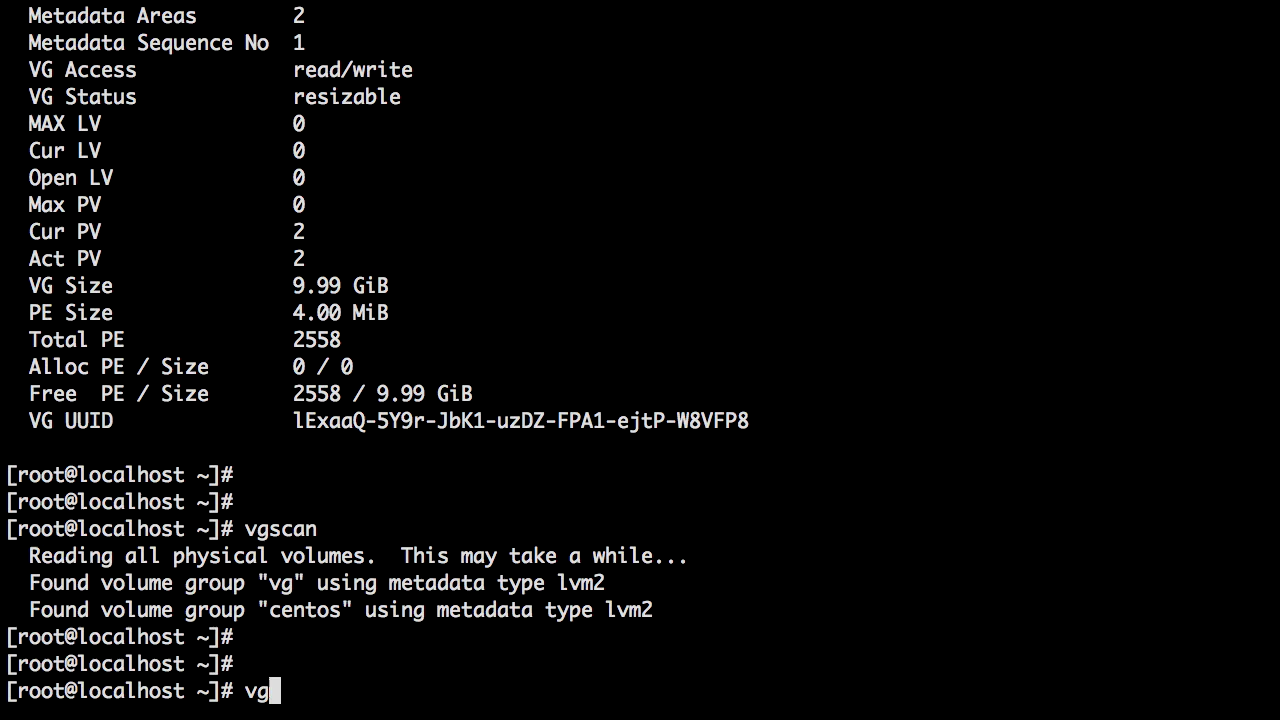 Metadata Areas 2
Metadata Sequence No 1
VG Access read/write
VG Status resizable
MAX LV 0
Cur LV 0
Open LV 0
Max PV 0
Cur PV 2
Act PV 2
VG Size 9.99 GiB
PE Size 4.00 MiB
Total PE 2558
Alloc PE / Size 0 / 0
Free PE / Size 2558 / 9.99 GiB
VG UUID lExaaQ-5Y9r-JbK1-uzDZ-FPA1-ejtP-W8VFP8
[root@localhost ~]#
[root@localhost ~]#
[root@localhost ~]# vgscan
Reading all physical volumes. This may take a while...
Found volume group "vg" using metadata type lvm2
Found volume group "centos" using metadata type lvm2
[root@localhost ~]#
[root@localhost ~]#
[root@localhost ~]# vg